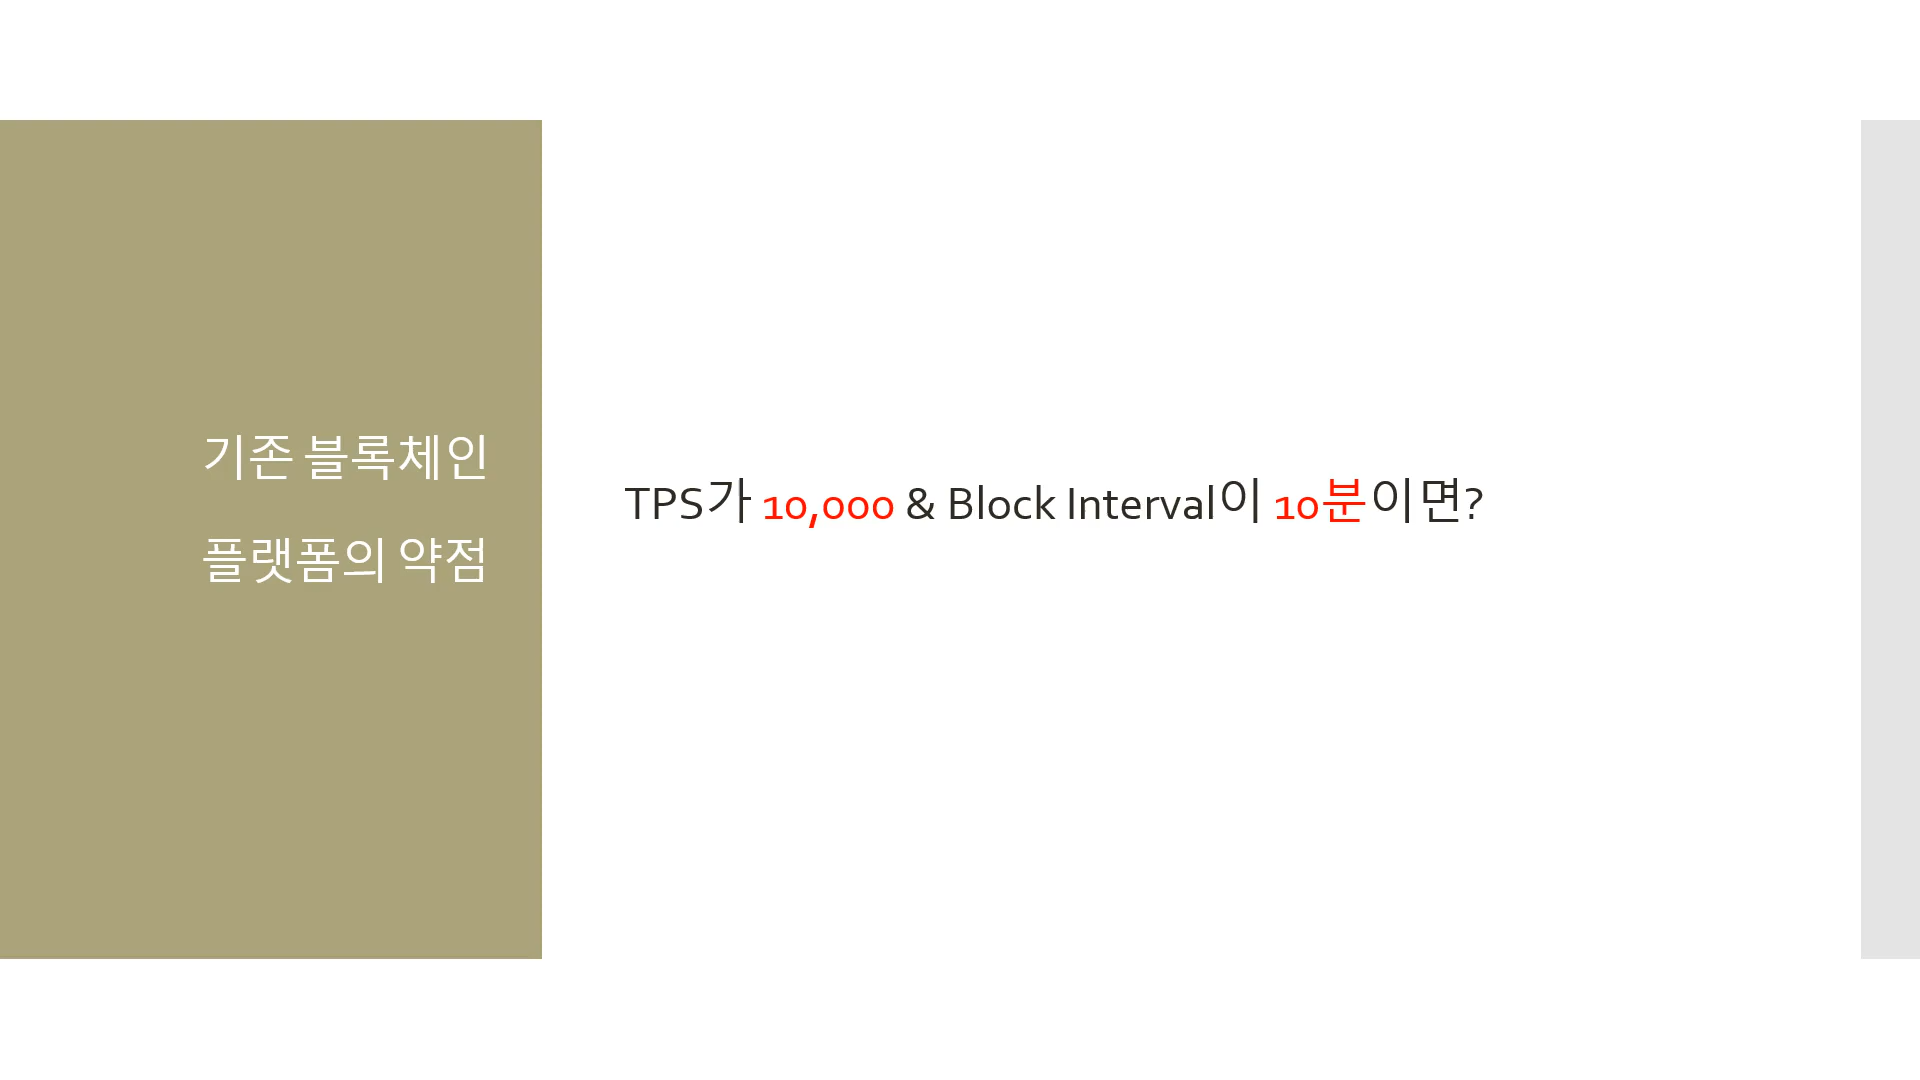 기존 블록체인
플랫폼의 약점
TPS가 10,000 & Block Interval이 10분이면?